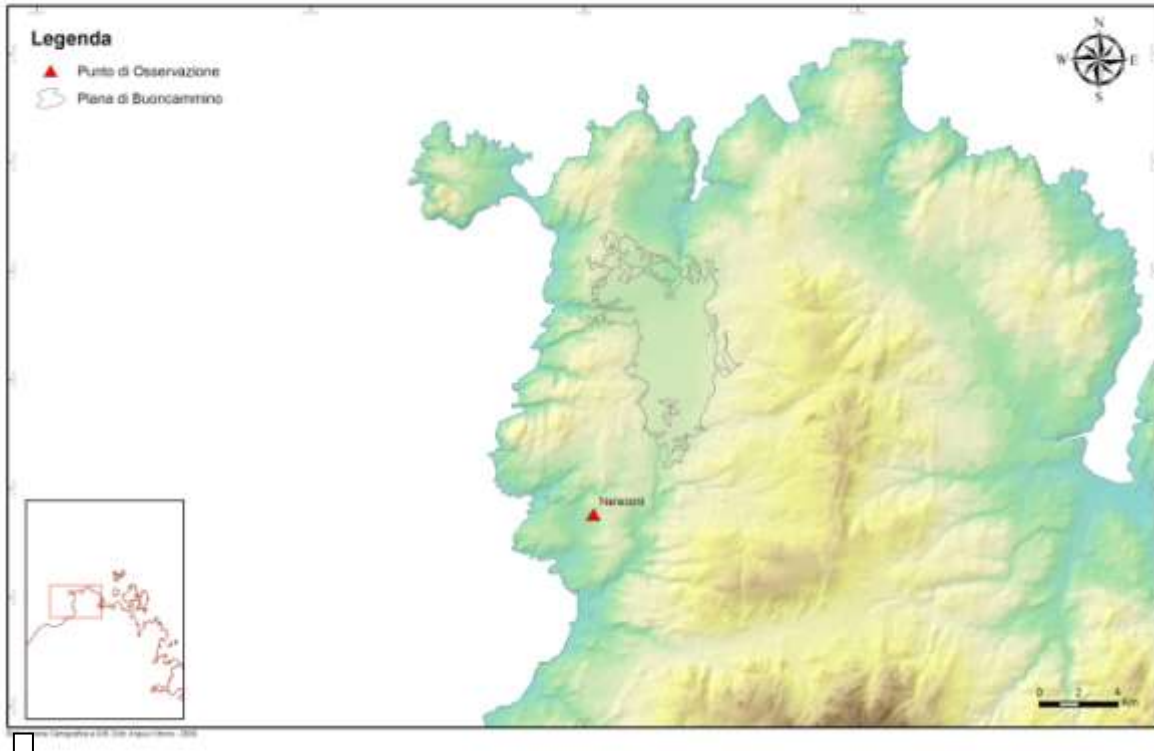 Legenda
Punto di Osservazione
Piana di Buoncammino
N
W E
S
0 2 4
Km